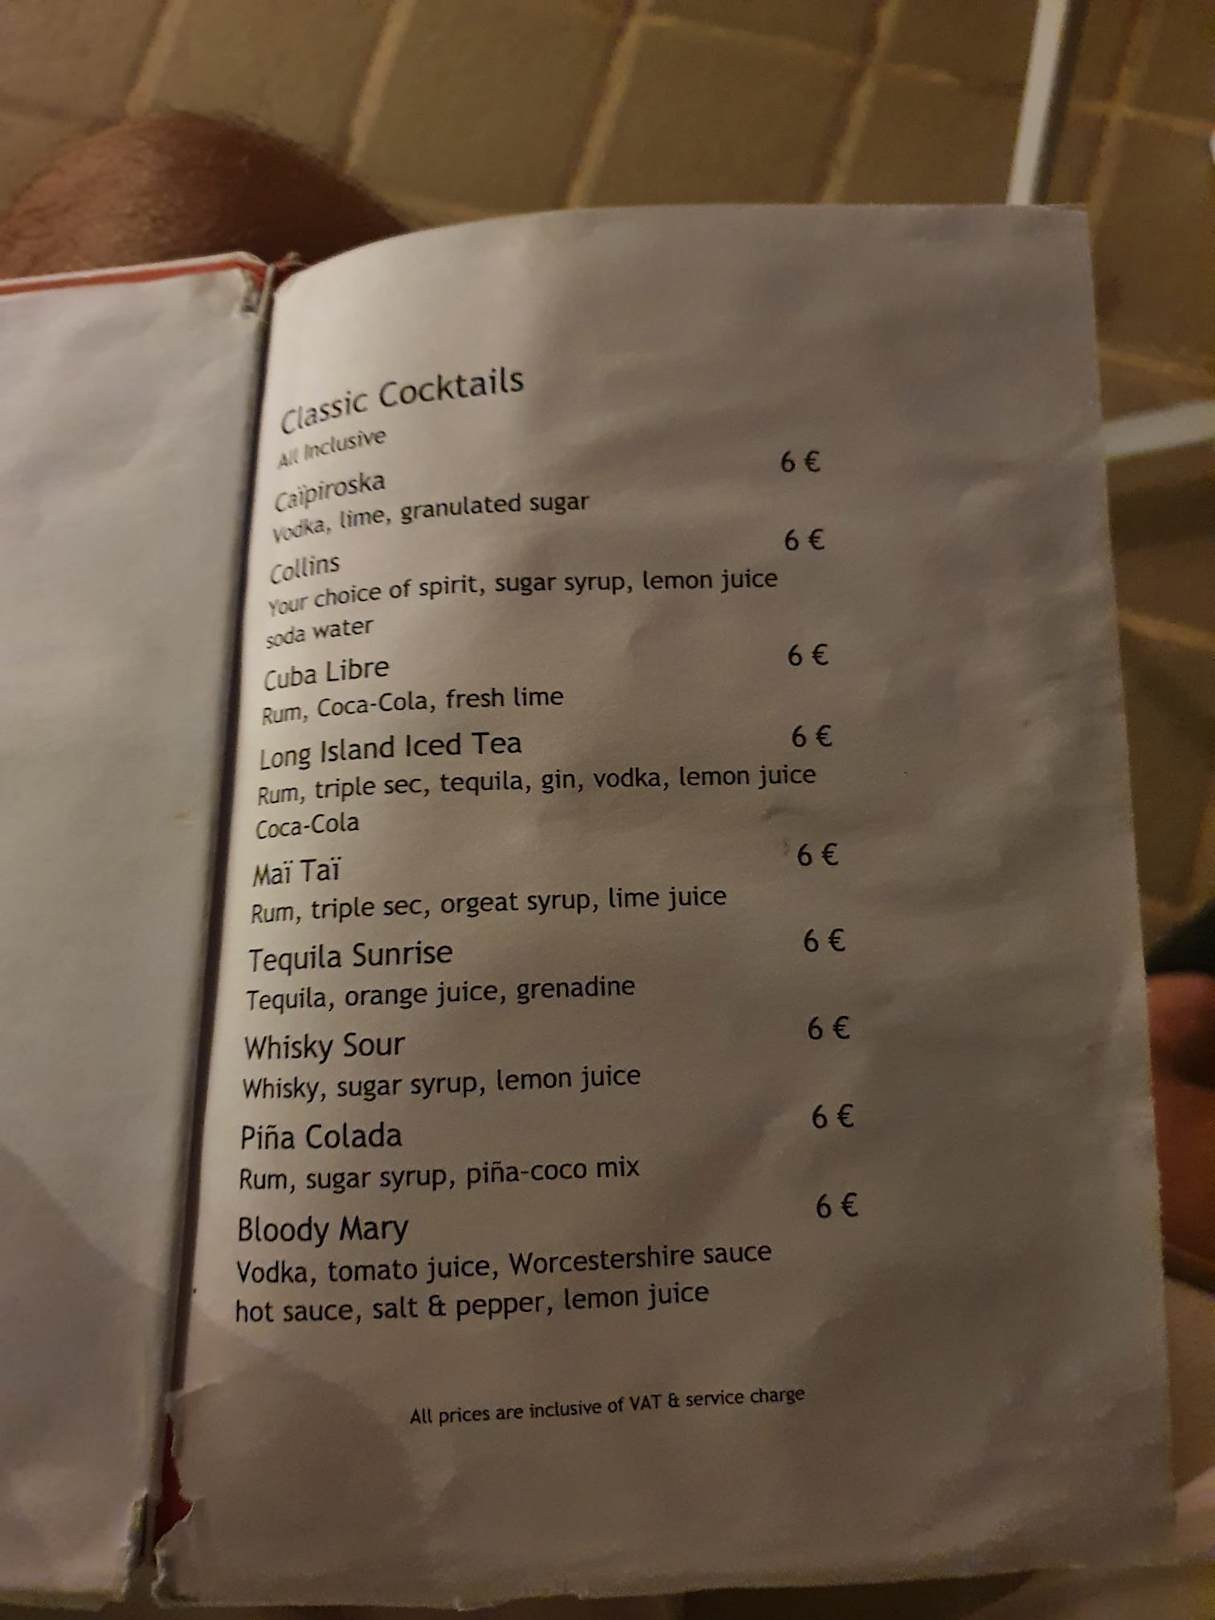 Classic Cocktails
All Inclusive
Caïpiroska 6 €
Vodka, lime, granulated sugar
Collins 6 €
Your choice of spirit, sugar syrup, lemon juice
soda water
Cuba Libre 6 €
Rum, Coca-Cola, fresh lime
Long Island Iced Tea 6 €
Rum, triple sec, tequila, gin, vodka, lemon juice
Coca-Cola
Maï Taï 6 €
Rum, triple sec, orgeat syrup, lime juice
Tequila Sunrise 6 €
Tequila, orange juice, grenadine
Whisky Sour 6 €
Whisky, sugar syrup, lemon juice
Piña Colada 6 €
Rum, sugar syrup, piña-coco mix
Bloody Mary 6 €
Vodka, tomato juice, Worcestershire sauce
hot sauce, salt & pepper, lemon juice
All prices are inclusive of VAT & service charge